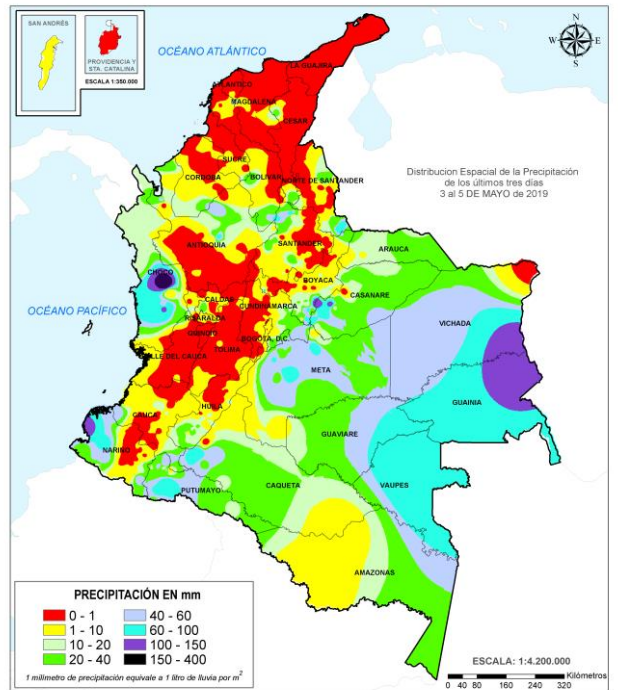 SAN ANDRÉS
PROVIDENCIA Y
STA. CATALINA
ESCALA 1:350.000
OCÉANO ATLÁNTICO
N
W
E
S
LA GUAJIRA
ATLANTICO
MAGDALENA
CESAR
SUCRE
CORDOBA
BOLIVAR
NORTE DE SANTANDER
Distribucion Espacial de la Precipitación
de los últimos tres días
3 al 5 DE MAYO de 2019
ANTIOQUIA
SANTANDER
ARAUCA
CHOCO
BOYACA
CASANARE
OCÉANO PACÍFICO
CALDAS
CUNDINAMARCA
RISARALDA
VICHADA
QUINDIO
BOGOTA, D.C.
VALLE DEL CAUCA
TOLIMA
META
GUAINIA
HUILA
CAUCA
GUAVIARE
NARIÑO
CAQUETA
VAUPES
PUTUMAYO
AMAZONAS
PRECIPITACIÓN EN mm
0 - 1
40 - 60
1 - 10
60 - 100
10 - 20
100 - 150
20 - 40
150 - 400
1 milimetro de precipitación equivale a 1 litro de lluvia por m²
ESCALA: 1:4.200.000
Kilómetros
0 40 80 160 240 320